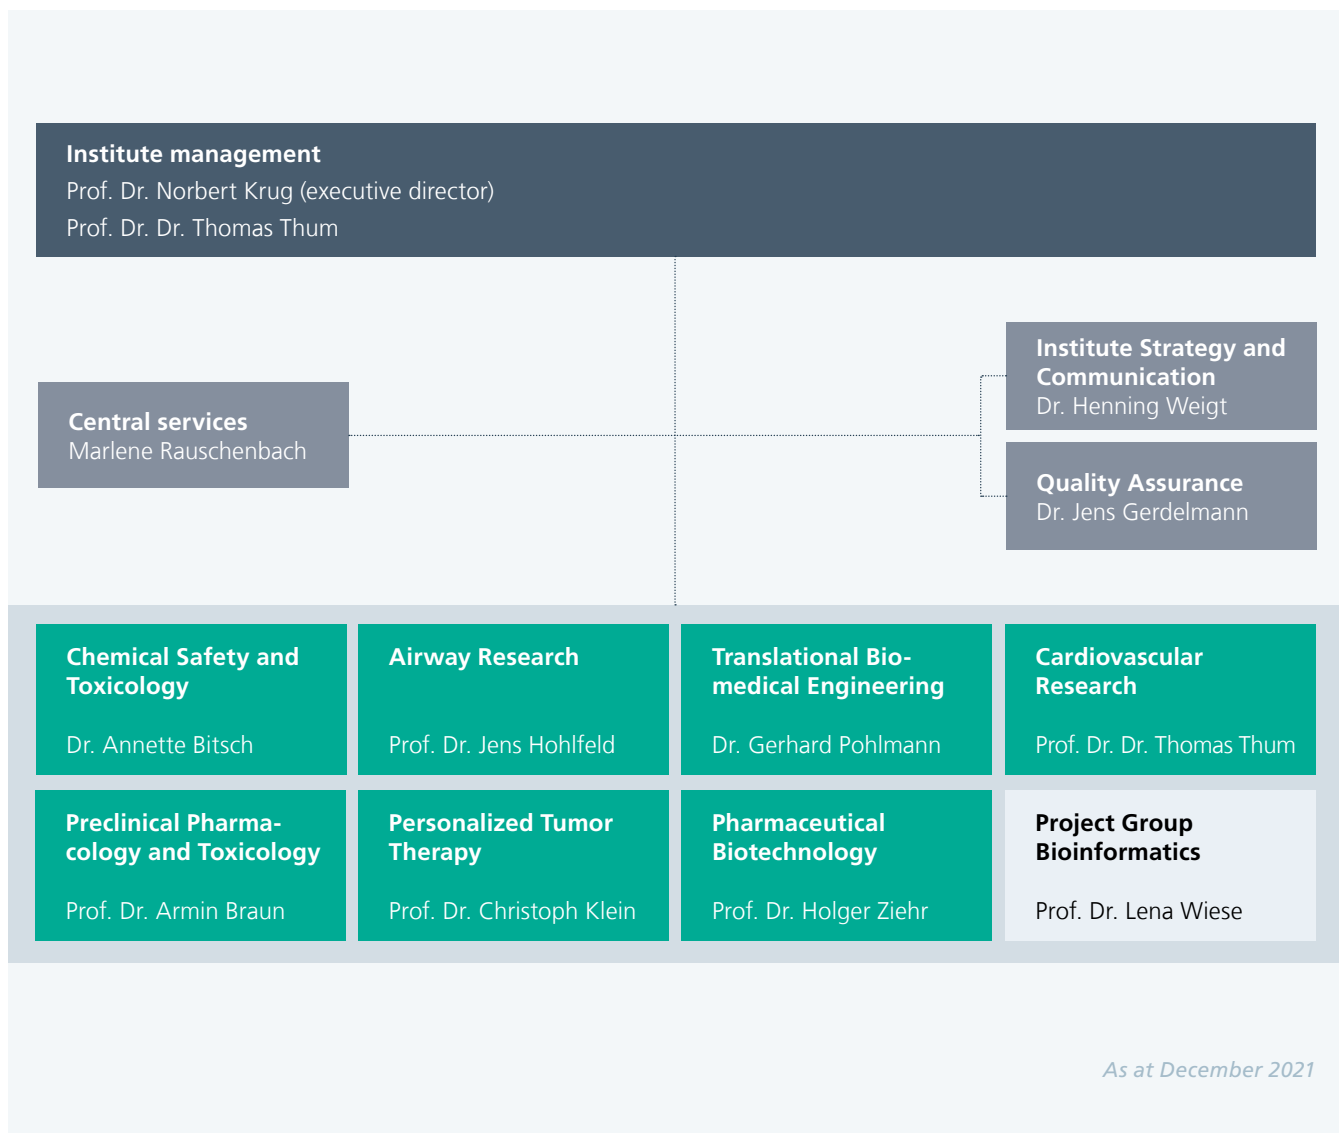 Institute management
Prof. Dr. Norbert Krug (executive director)
Prof. Dr. Dr. Thomas Thum
Central services
Marlene Rauschenbach
Institute Strategy and
Communication
Dr. Henning Weigt
Quality Assurance
Dr. Jens Gerdelmann
Chemical Safety and
Toxicology
Dr. Annette Bitsch
Airway Research
Prof. Dr. Jens Hohlfeld
Translational Bio-
medical Engineering
Dr. Gerhard Pohlmann
Cardiovascular
Research
Prof. Dr. Dr. Thomas Thum
Preclinical Pharma-
cology and Toxicology
Prof. Dr. Armin Braun
Personalized Tumor
Therapy
Prof. Dr. Christoph Klein
Pharmaceutical
Biotechnology
Prof. Dr. Holger Ziehr
Project Group
Bioinformatics
Prof. Dr. Lena Wiese
As at December 2021